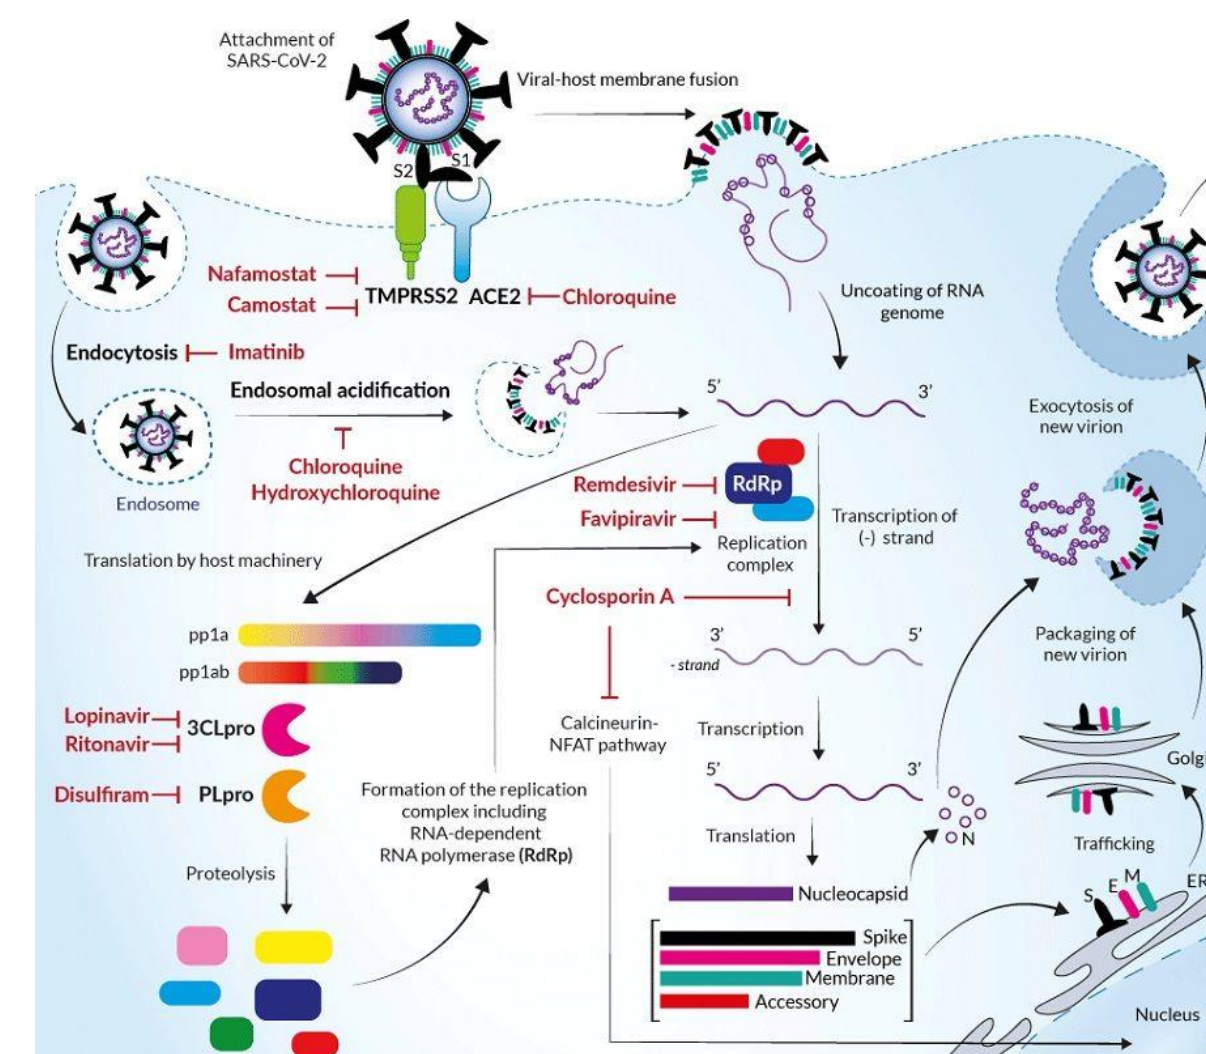 Attachment of
SARS-CoV-2
Viral-host membrane fusion
S2
S1
Nafamostat
Camostat
TMPRSS2
ACE2
Chloroquine
Uncoating of RNA
genome
Endocytosis
Imatinib
Endosomal acidification
Chloroquine
Hydroxychloroquine
Endosome
5’
3’
Exocytosis of
new virion
Remdesivir
RdRp
Favipiravir
Replication
complex
Transcription of
(-) strand
Translation by host machinery
Cyclosporin A
pp1a
pp1ab
3’
5’
- strand
Packaging of
new virion
Lopinavir
Ritonavir
3CLpro
Disulfiram
PLpro
Calcineurin-
NFAT pathway
Transcription
5’
3’
Golgi
Formation of the replication
complex including
RNA-dependent
RNA polymerase (RdRp)
Translation
N
Trafficking
Proteolysis
S
E
M
ER
Nucleocapsid
Spike
Envelope
Membrane
Accessory
Nucleus